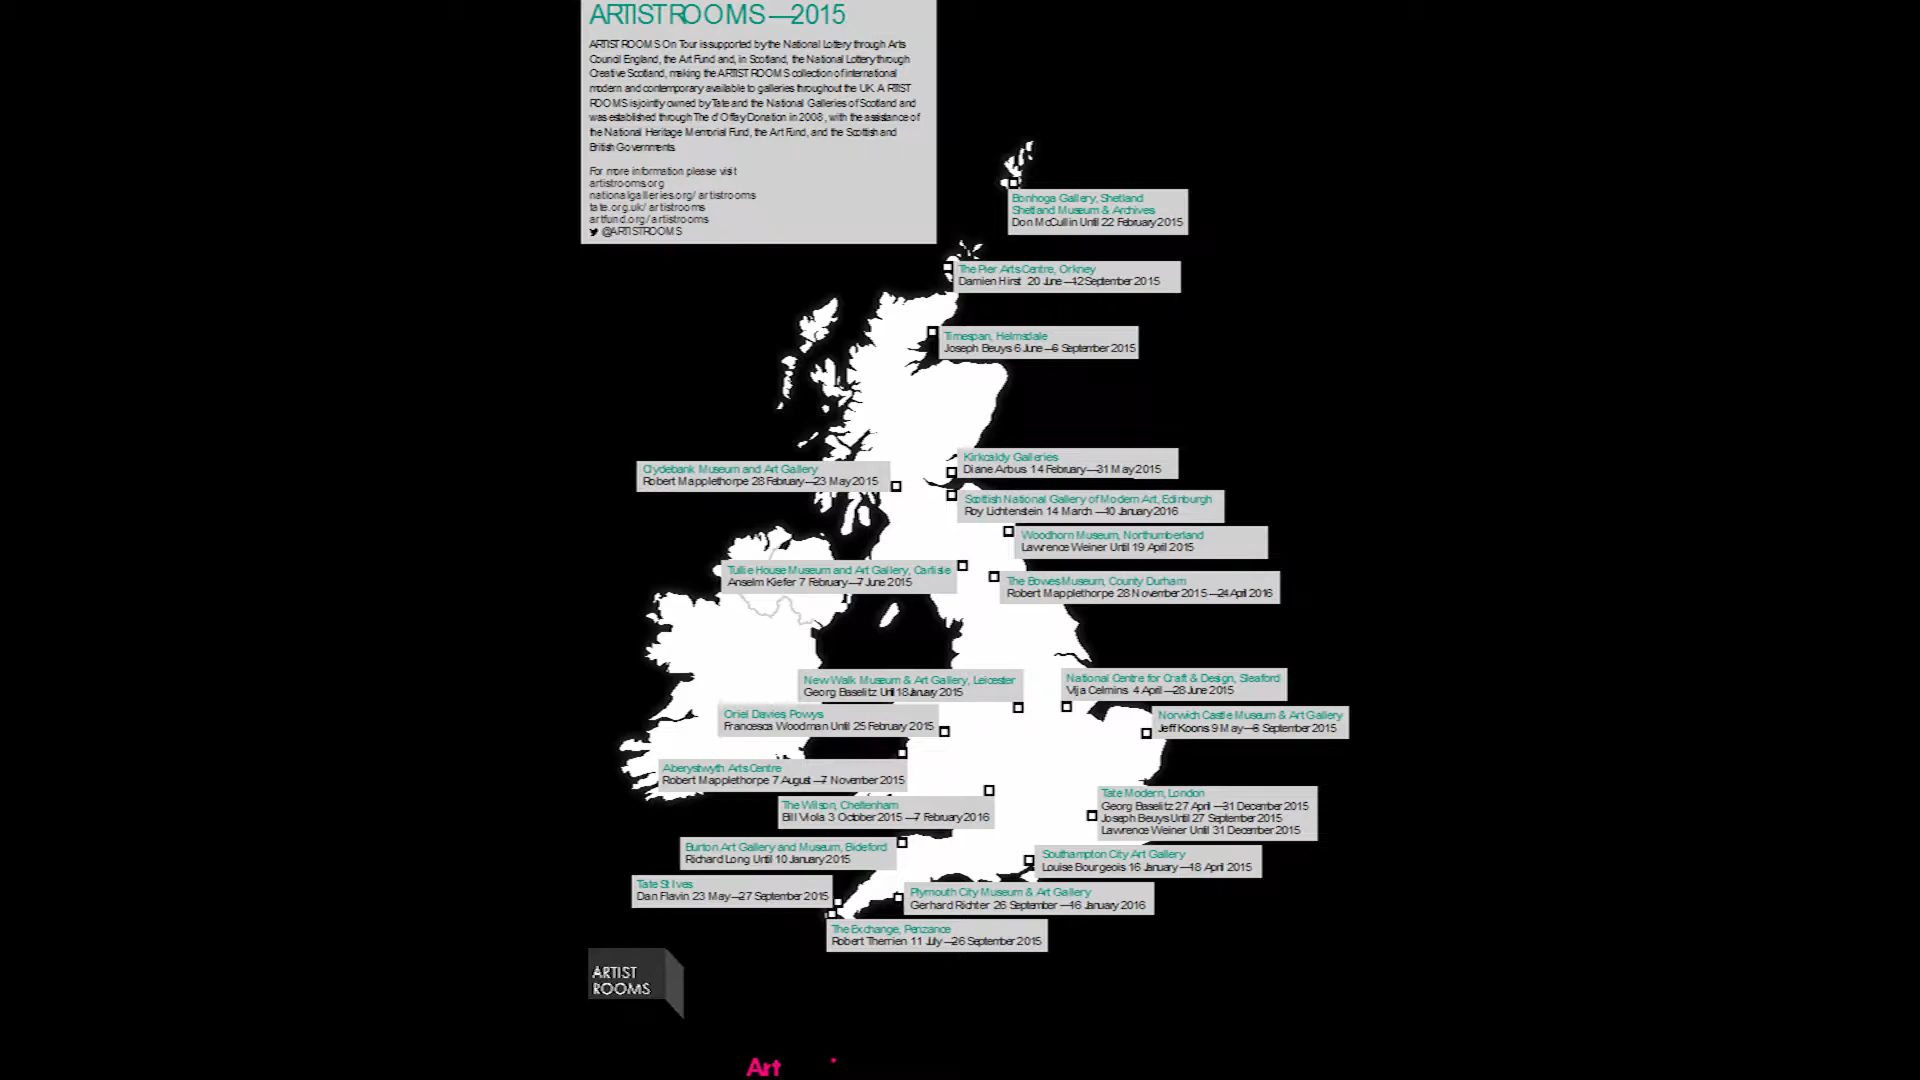 ARTIST ROOMS—2015
ARTIST ROOMS On Tour is supported by the National Lottery through Arts
Council England, the Art Fund and, in Scotland, the National Lottery through
Creative Scotland, making the ARTIST ROOMS collection of international
modern and contemporary available to galleries throughout the UK. ARTIST
ROOMS is jointly owned by Tate and the National Galleries of Scotland and
was established through The d'Offay Donation in 2008, with the assistance of
the National Heritage Memorial Fund, the Art Fund, and the Scottish and
British Governments.
For more information please visit
artistrooms.org
nationalgalleries.org/artistrooms
tate.org.uk/artistrooms
artfund.org/artistrooms
@ARTISTROOMS
Bonhoga Gallery, Shetland
Shetland Museum & Archives
Don McCullin Until 22 February 2015
The Pier Arts Centre, Orkney
Damien Hirst 20 June—12 September 2015
Timespan, Helmsdale
Joseph Beuys 6 June—6 September 2015
Kirkcaldy Galleries
Diane Arbus 14 February—31 May 2015
Clydebank Museum and Art Gallery
Robert Mapplethorpe 28 February—23 May 2015
Scottish National Gallery of Modern Art, Edinburgh
Roy Lichtenstein 14 March—10 January 2016
Woodhorn Museum, Northumberland
Lawrence Weiner Until 19 April 2015
Tullie House Museum and Art Gallery, Carlisle
Anselm Kiefer 7 February—7 June 2015
The Bowes Museum, County Durham
Robert Mapplethorpe 28 November 2015—24 April 2016
New Walk Museum & Art Gallery, Leicester
Georg Baselitz Until 18 January 2015
National Centre for Craft & Design, Sleaford
Vija Celmins 4 April—28 June 2015
Oriel Davies, Powys
Francesca Woodman Until 25 February 2015
Norwich Castle Museum & Art Gallery
Jeff Koons 9 May—6 September 2015
Aberystwyth Arts Centre
Robert Mapplethorpe 7 August—7 November 2015
The Wilson, Cheltenham
Bill Viola 3 October 2015—7 February 2016
Tate Modern, London
Georg Baselitz 27 April—31 December 2015
Joseph Beuys Until 27 September 2015
Lawrence Weiner Until 31 December 2015
Burton Art Gallery and Museum, Bideford
Richard Long Until 10 January 2015
Southampton City Art Gallery
Louise Bourgeois 16 January—18 April 2015
Tate St Ives
Dan Flavin 23 May—27 September 2015
Plymouth City Museum & Art Gallery
Gerhard Richter 26 September—16 January 2016
The Exchange, Penzance
Robert Therrien 11 July—26 September 2015
ARTIST
ROOMS
Art